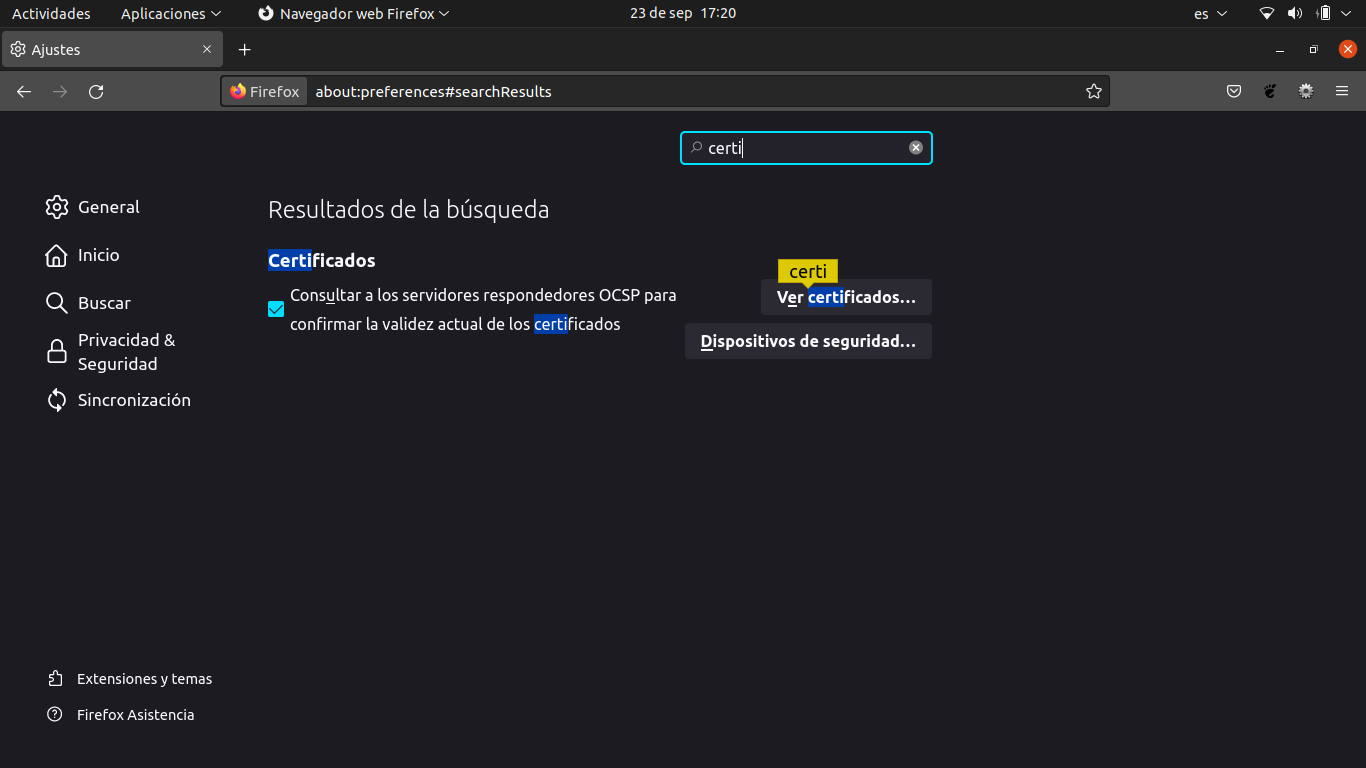 Actividades Aplicaciones Navegador web Firefox 23 de sep 17:20 es
Ajustes
Firefox about:preferences#searchResults
certi
General
Inicio
Buscar
Privacidad &
Seguridad
Sincronización
Resultados de la búsqueda
Certificados
Consultar a los servidores respondedores OCSP para
confirmar la validez actual de los certificados
certi
Ver certificados...
Dispositivos de seguridad...
Extensiones y temas
Firefox Asistencia